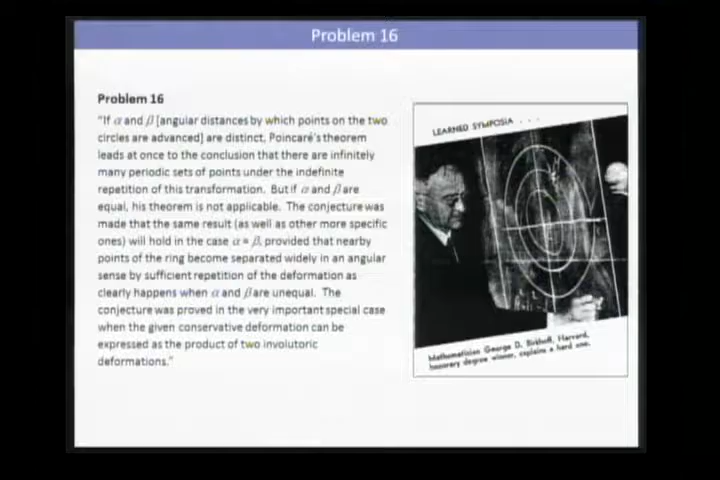 Problem 16
Problem 16
"If α and β [angular distances by which points on the two
circles are advanced] are distinct, Poincaré's theorem
leads at once to the conclusion that there are infinitely
many periodic sets of points under the indefinite
repetition of this transformation. But if α and β are
equal, his theorem is not applicable. The conjecture was
made that the same result (as well as other more specific
ones) will hold in the case α = β, provided that nearby
points of the ring become separated widely in an angular
sense by sufficient repetition of the deformation as
clearly happens when α and β are unequal. The
conjecture was proved in the very important special case
when the given conservative deformation can be
expressed as the product of two involutoric
deformations."
LEARNED SYMPOSIA . . .
Mathematician George D. Birkhoff, Harvard,
honorary degree winner, explains a hard one.